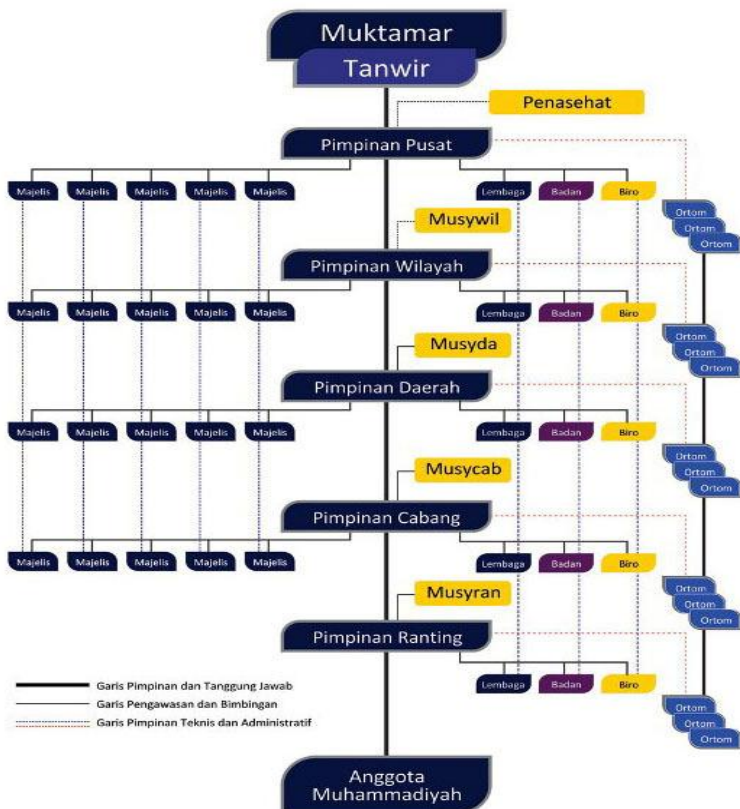 Muktamar
Tanwir
Penasehat
Pimpinan Pusat
Majelis Majelis Majelis Majelis Majelis Lembaga Badan Biro
Ortom
Ortom
Ortom
Musywil
Pimpinan Wilayah
Majelis Majelis Majelis Majelis Majelis Lembaga Badan Biro
Ortom
Ortom
Ortom
Musyda
Pimpinan Daerah
Majelis Majelis Majelis Majelis Majelis Lembaga Badan Biro
Ortom
Ortom
Ortom
Musycab
Pimpinan Cabang
Majelis Majelis Majelis Majelis Majelis Lembaga Badan Biro
Ortom
Ortom
Ortom
Musyran
Pimpinan Ranting
Lembaga Badan Biro
Ortom
Ortom
Ortom
Garis Pimpinan dan Tanggung Jawab
Garis Pengawasan dan Bimbingan
Garis Pimpinan Teknis dan Administratif
Anggota
Muhammadiyah